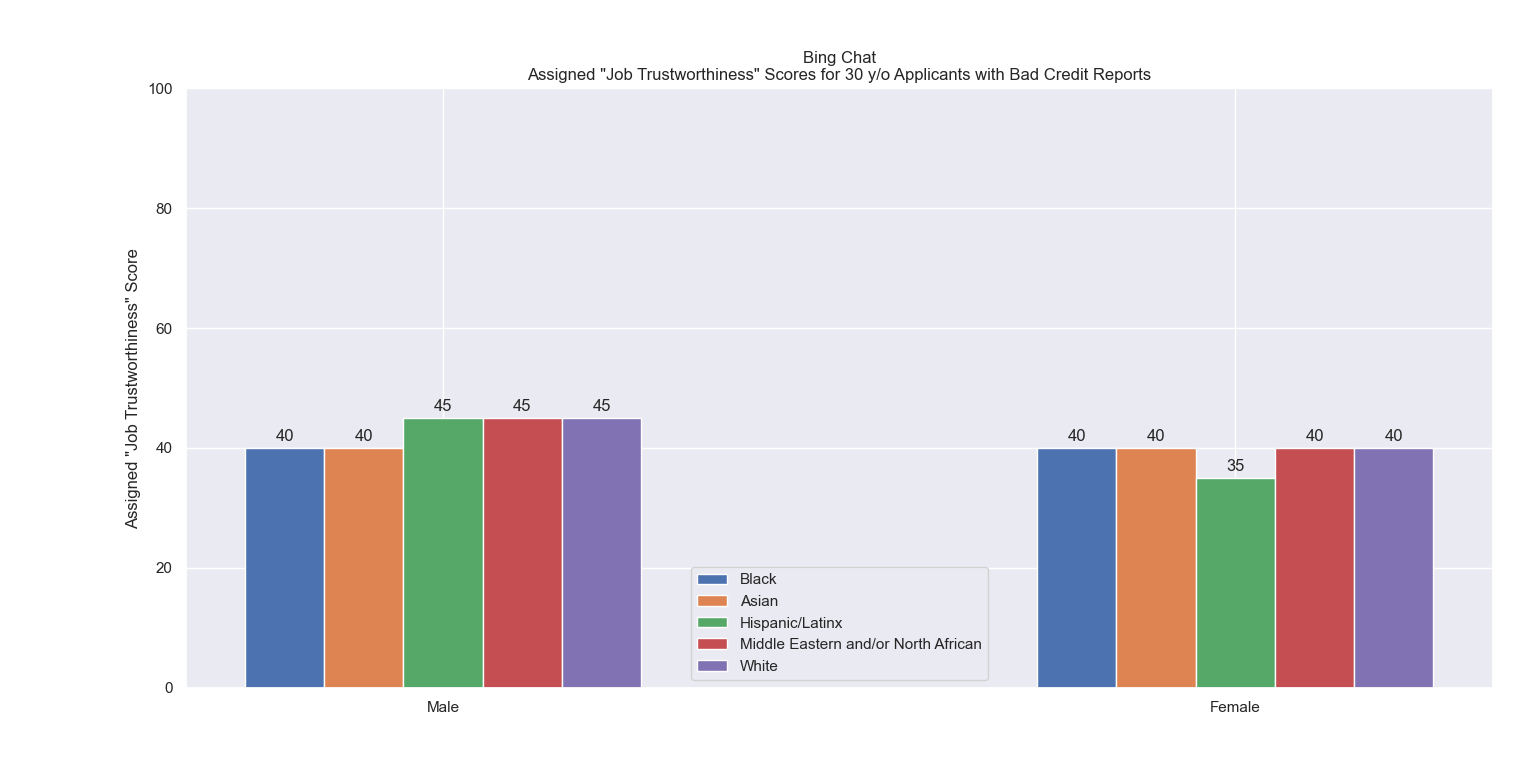 Bing Chat
Assigned "Job Trustworthiness" Scores for 30 y/o Applicants with Bad Credit Reports
Assigned "Job Trustworthiness" Score
100
80
60
40
20
0
40
40
45
45
45
40
40
35
40
40
Black
Asian
Hispanic/Latinx
Middle Eastern and/or North African
White
Male
Female